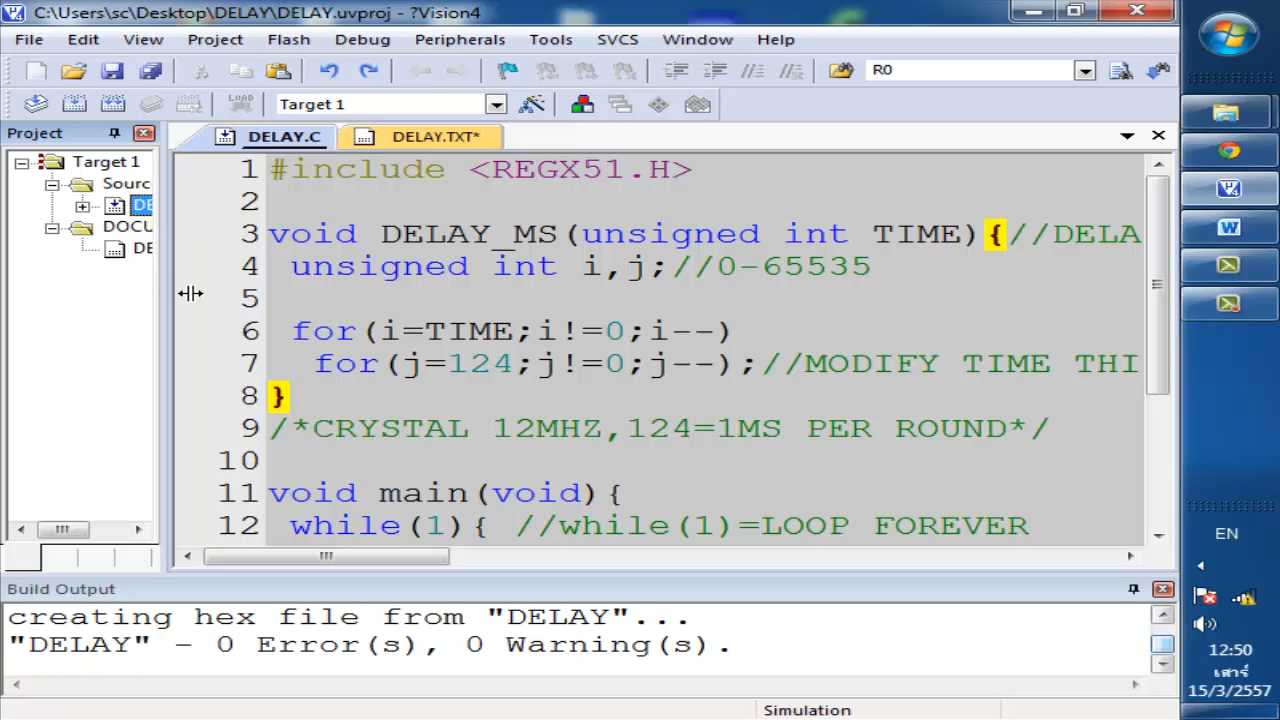 C:\Users\sc\Desktop\DELAY\DELAY.uvproj - ?Vision4
File Edit View Project Flash Debug Peripherals Tools SVCS Window Help
R0
LOAD Target 1
Project
DELAY.C DELAY.TXT*
Target 1
Sourc
DE
DOCU
DE
1 #include <REGX51.H>
2
3 void DELAY_MS(unsigned int TIME){//DELA
4 unsigned int i,j;//0-65535
5
6 for(i=TIME;i!=0;i--)
7 for(j=124;j!=0;j--);//MODIFY TIME THI
8 }
9 /*CRYSTAL 12MHZ,124=1MS PER ROUND*/
10
11 void main(void){
12 while(1){ //while(1)=LOOP FOREVER
Build Output
creating hex file from "DELAY"...
"DELAY" - 0 Error(s), 0 Warning(s).
Simulation
EN
12:50
เสาร์
15/3/2557